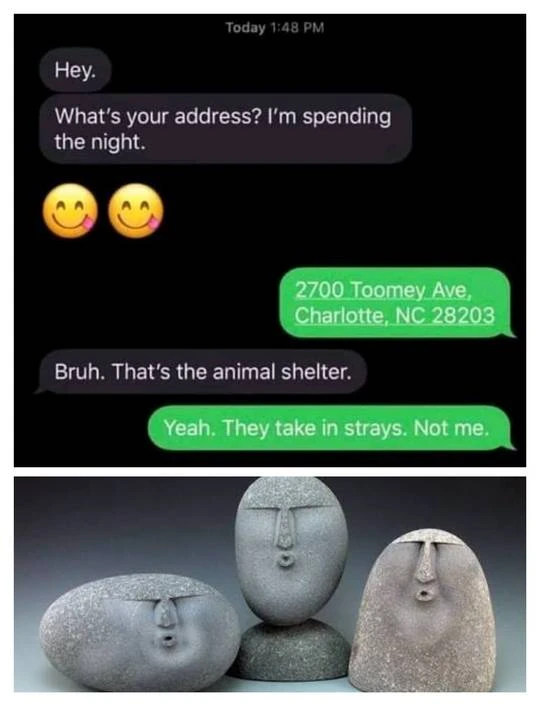 Today 1:48 PM
Hey.
What's your address? I'm spending
the night.
2700 Toomey Ave,
Charlotte, NC 28203
Bruh. That's the animal shelter.
Yeah. They take in strays. Not me.